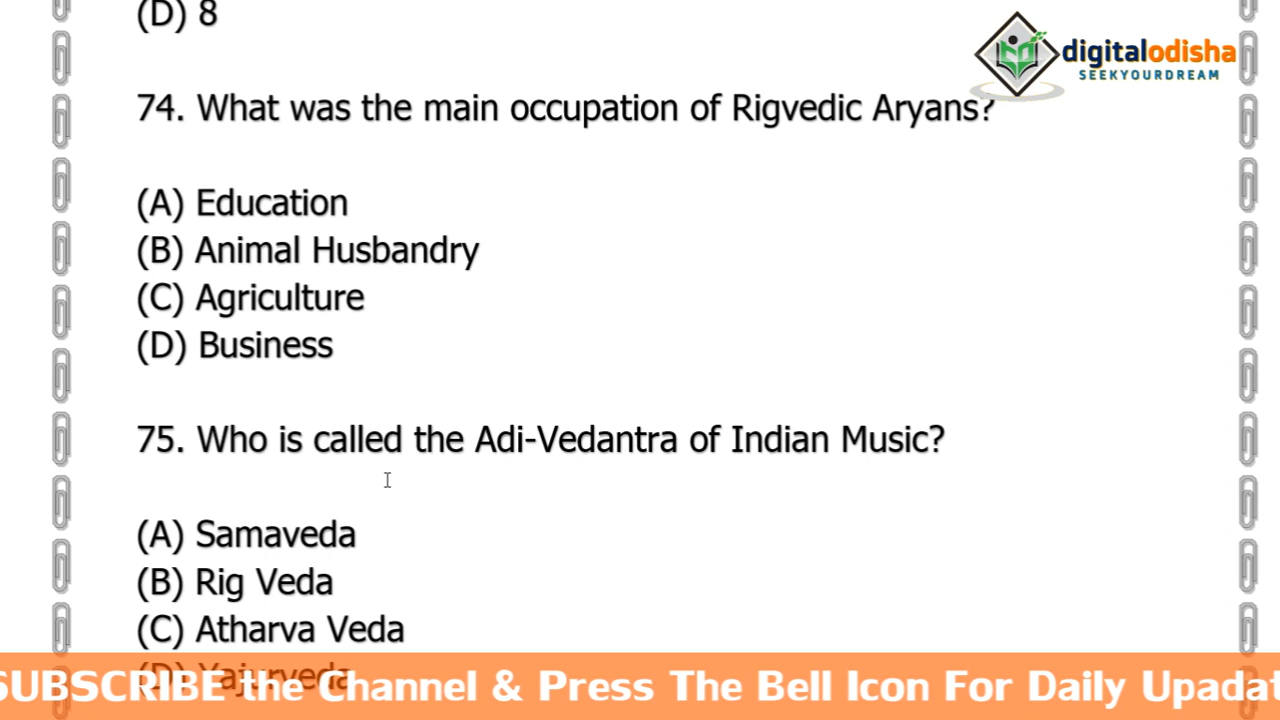 (D) 8
digitalodisha
SEEKYOURDREAM
74. What was the main occupation of Rigvedic Aryans?
(A) Education
(B) Animal Husbandry
(C) Agriculture
(D) Business
75. Who is called the Adi-Vedantra of Indian Music?
(A) Samaveda
(B) Rig Veda
(C) Atharva Veda
(D) Yajurveda
SUBSCRIBE the Channel & Press The Bell Icon For Daily Upadat